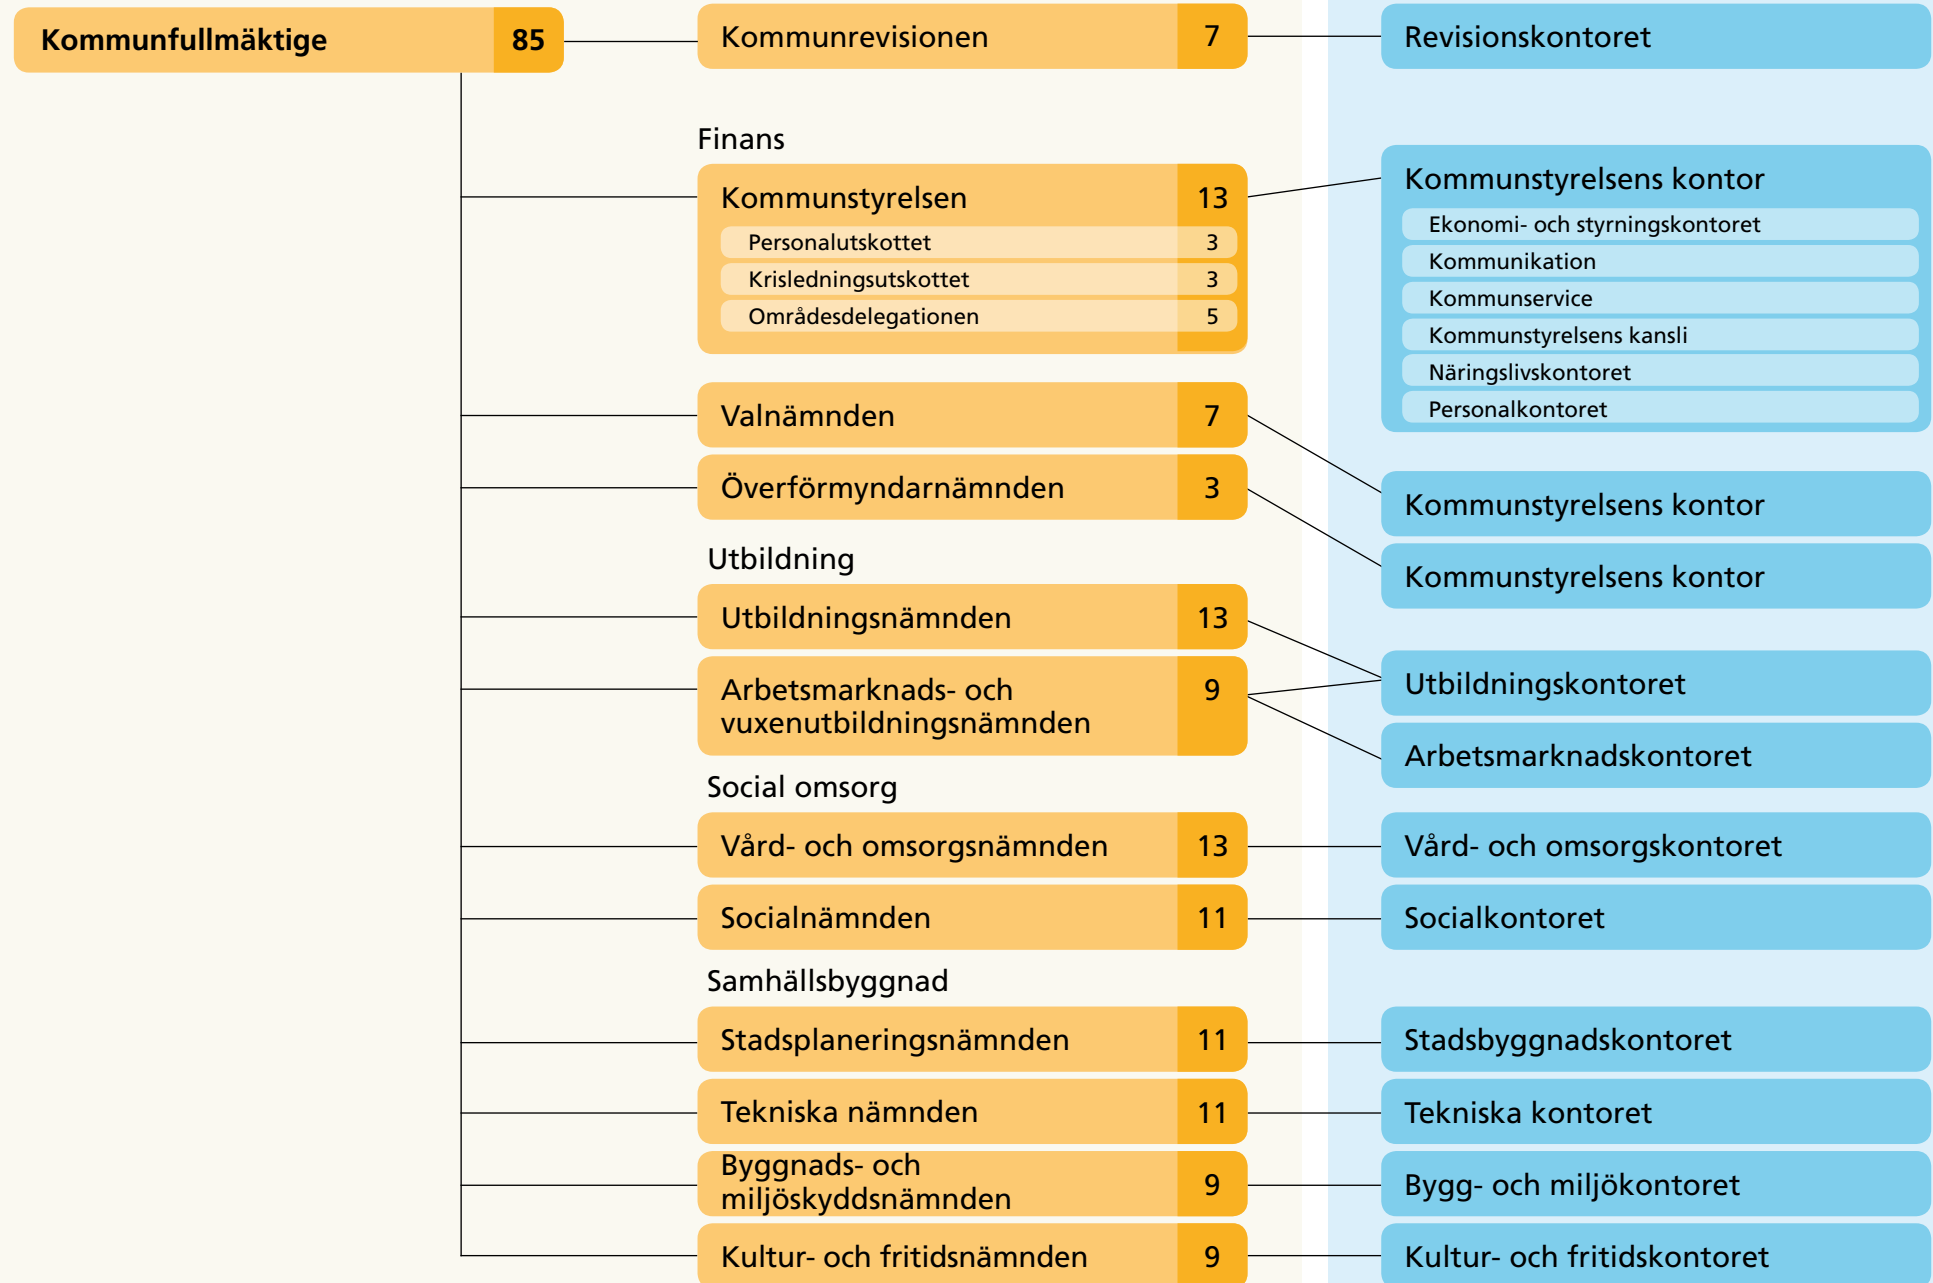 Kommunfullmäktige 85
Kommunrevisionen 7
Revisionskontoret
Finans
Kommunstyrelsen 13
Personalutskottet 3
Krisledningsutskottet 3
Områdesdelegationen 5
Kommunstyrelsens kontor
Ekonomi- och styrningskontoret
Kommunikation
Kommunservice
Kommunstyrelsens kansli
Näringslivskontoret
Personalkontoret
Valnämnden 7
Kommunstyrelsens kontor
Överförmyndarnämnden 3
Kommunstyrelsens kontor
Utbildning
Utbildningsnämnden 13
Utbildningskontoret
Arbetsmarknads- och 9
vuxenutbildningsnämnden
Arbetsmarknadskontoret
Social omsorg
Vård- och omsorgsnämnden 13
Vård- och omsorgskontoret
Socialnämnden 11
Socialkontoret
Samhällsbyggnad
Stadsplaneringsnämnden 11
Stadsbyggnadskontoret
Tekniska nämnden 11
Tekniska kontoret
Byggnads- och
miljöskyddsnämnden 9
Bygg- och miljökontoret
Kultur- och fritidsnämnden 9
Kultur- och fritidskontoret